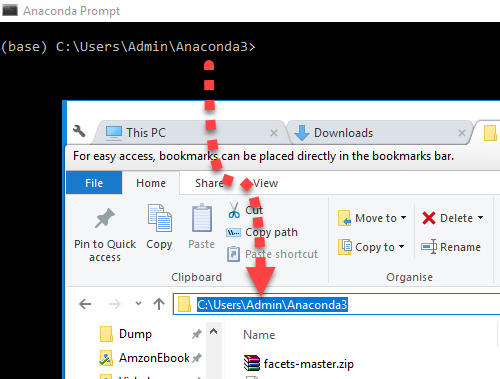 Anaconda Prompt
(base) C:\Users\Admin\Anaconda3>
This PC
Downloads
For easy access, bookmarks can be placed directly in the bookmarks bar.
File Home Share View
Pin to Quick access
Copy
Paste
Cut
Copy path
Paste shortcut
Clipboard
Move to
Copy to
Delete
Rename
Organise
C:\Users\Admin\Anaconda3
Dump
AmzonEbook
Name
facets-master.zip